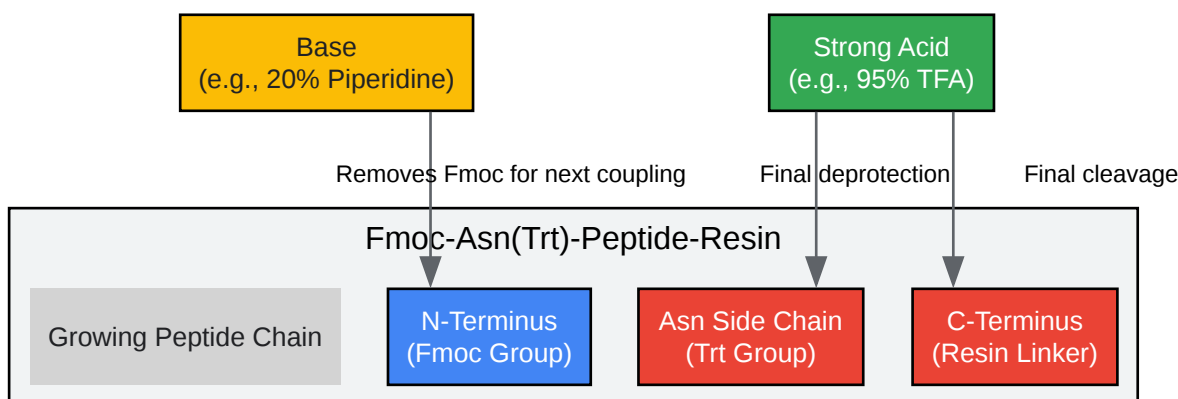 Base
(e.g., 20% Piperidine)
Strong Acid
(e.g., 95% TFA)
Removes Fmoc for next coupling
Final deprotection
Final cleavage
Fmoc-Asn(Trt)-Peptide-Resin
Growing Peptide Chain
N-Terminus
(Fmoc Group)
Asn Side Chain
(Trt Group)
C-Terminus
(Resin Linker)